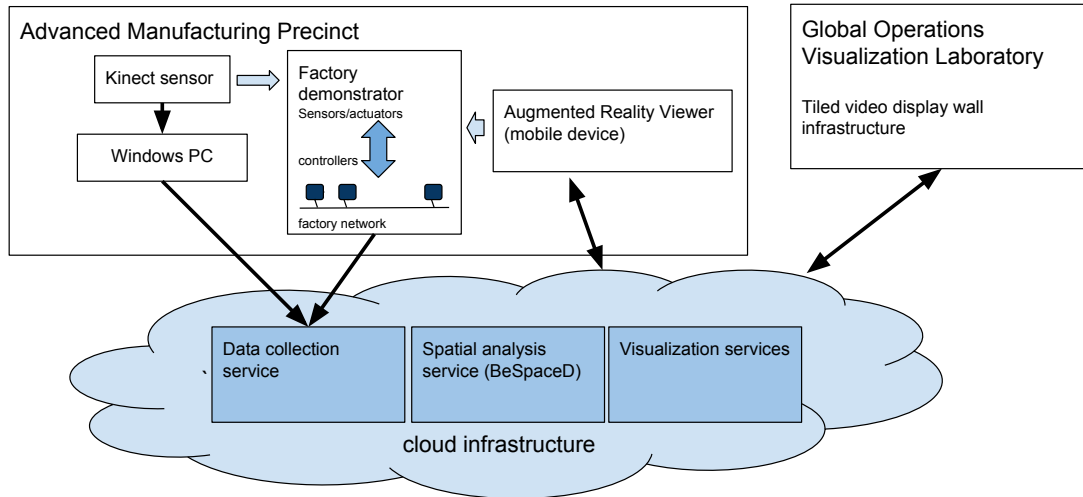 Advanced Manufacturing Precinct
Kinect sensor
Windows PC
Factory
demonstrator
Sensors/actuators
controllers
factory network
Augmented Reality Viewer
(mobile device)
Global Operations
Visualization Laboratory
Tiled video display wall
infrastructure
Data collection
service
`
Spatial analysis
service (BeSpaceD)
Visualization services
cloud infrastructure